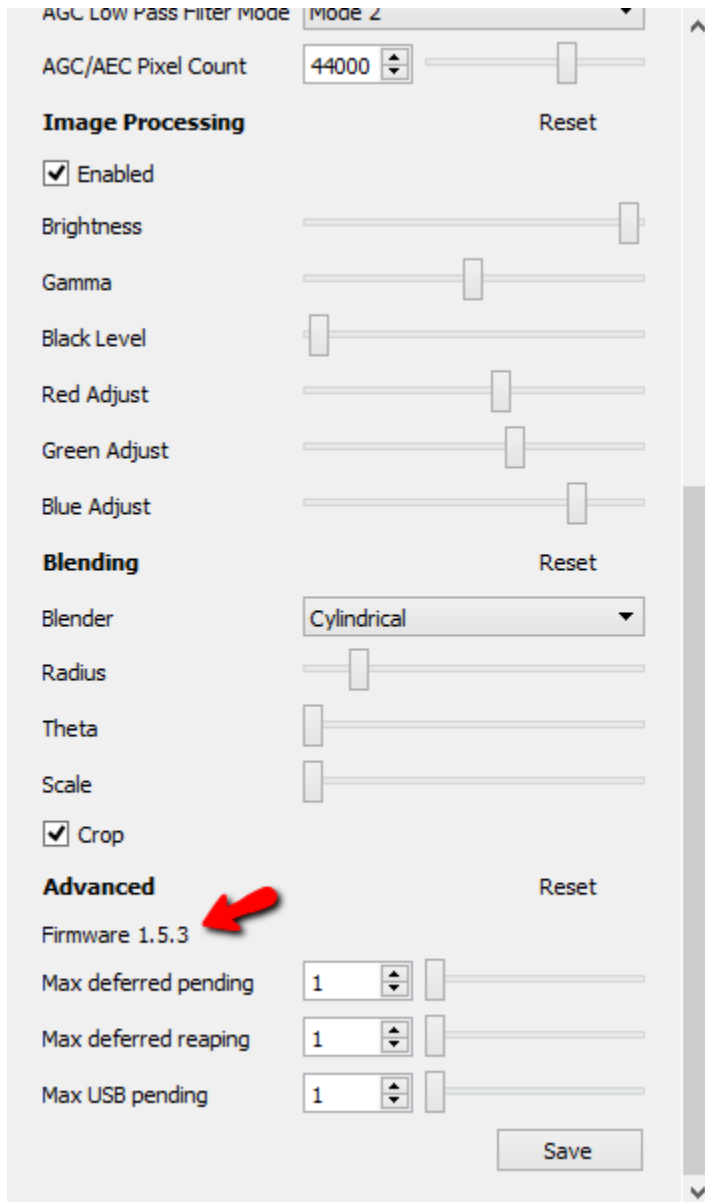 AGC Low Pass Filter Mode Mode 2
AGC/AEC Pixel Count 44000
Image Processing Reset
Enabled
Brightness
Gamma
Black Level
Red Adjust
Green Adjust
Blue Adjust
Blending Reset
Blender Cylindrical
Radius
Theta
Scale
Crop
Advanced Reset
Firmware 1.5.3
Max deferred pending 1
Max deferred reaping 1
Max USB pending 1
Save